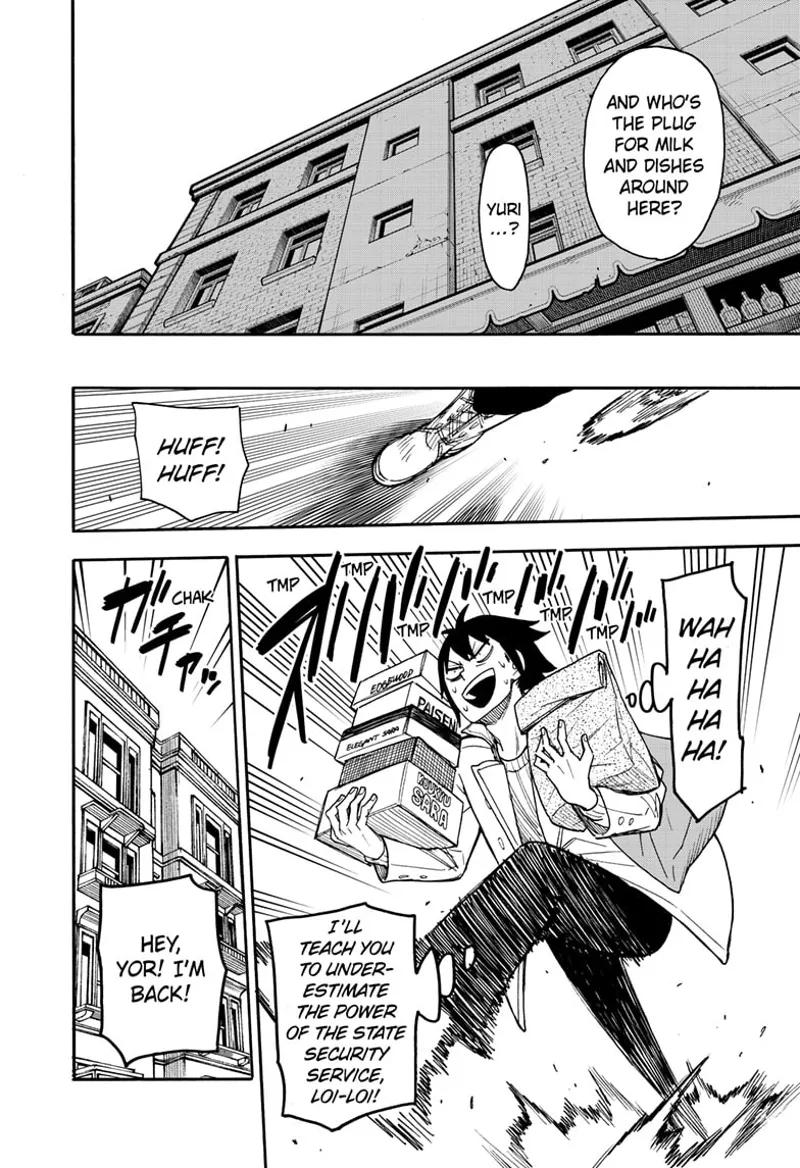 AND WHO'S
THE PLUG
FOR MILK
AND DISHES
AROUND
HERE?
YURI
...?
HUFF!
HUFF!
WAH
HA
HA
HA
HA!
TMP
TMP
TMP
TMP
TMP
TMP
TMP
EDGEWOOD
PAISEN
ELEGANT SARA
SARA
I'LL
TEACH YOU
TO UNDER-
ESTIMATE
THE POWER
OF THE STATE
SECURITY
SERVICE,
LOI-LOI!
ガチャッ
CHAK
HEY,
YOR! I'M
BACK!